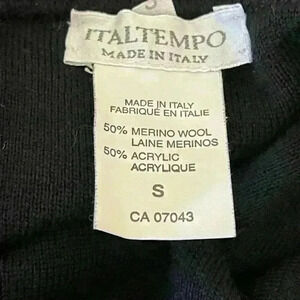 S
ITALTEMPO
MADE IN ITALY
MADE IN ITALY
FABRIQUÉ EN ITALIE
50% MERINO WOOL
LAINE MERINOS
50% ACRYLIC
ACRYLIQUE
S
CA 07043